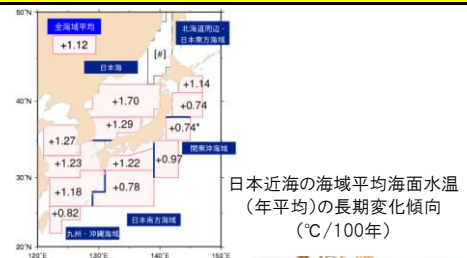 50°N
40°N
30°N
20°N
120°E
130°E
140°E
150°E
全海域平均
+1.12
北海道周辺・
日本東方海域
[#]
日本海
+1.14
+1.70
+0.74
+1.29
+0.74*
+1.27
関東沖海域
+1.23
+1.22
+0.97
+1.18
+0.78
+0.82
日本南方海域
九州・沖縄海域
日本近海の海域平均海面水温
(年平均)の長期変化傾向
(℃/100年)